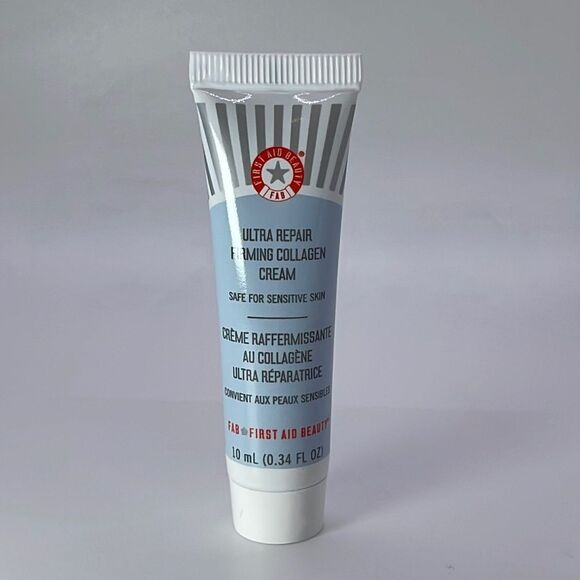 FIRST AID BEAUTY
FAB
ULTRA REPAIR
FIRMING COLLAGEN
CREAM
SAFE FOR SENSITIVE SKIN
CRÈME RAFFERMISSANTE
AU COLLAGÈNE
ULTRA RÉPARATRICE
CONVIENT AUX PEAUX SENSIBLES
FAB FIRST AID BEAUTY
10 mL (0.34 FL OZ)